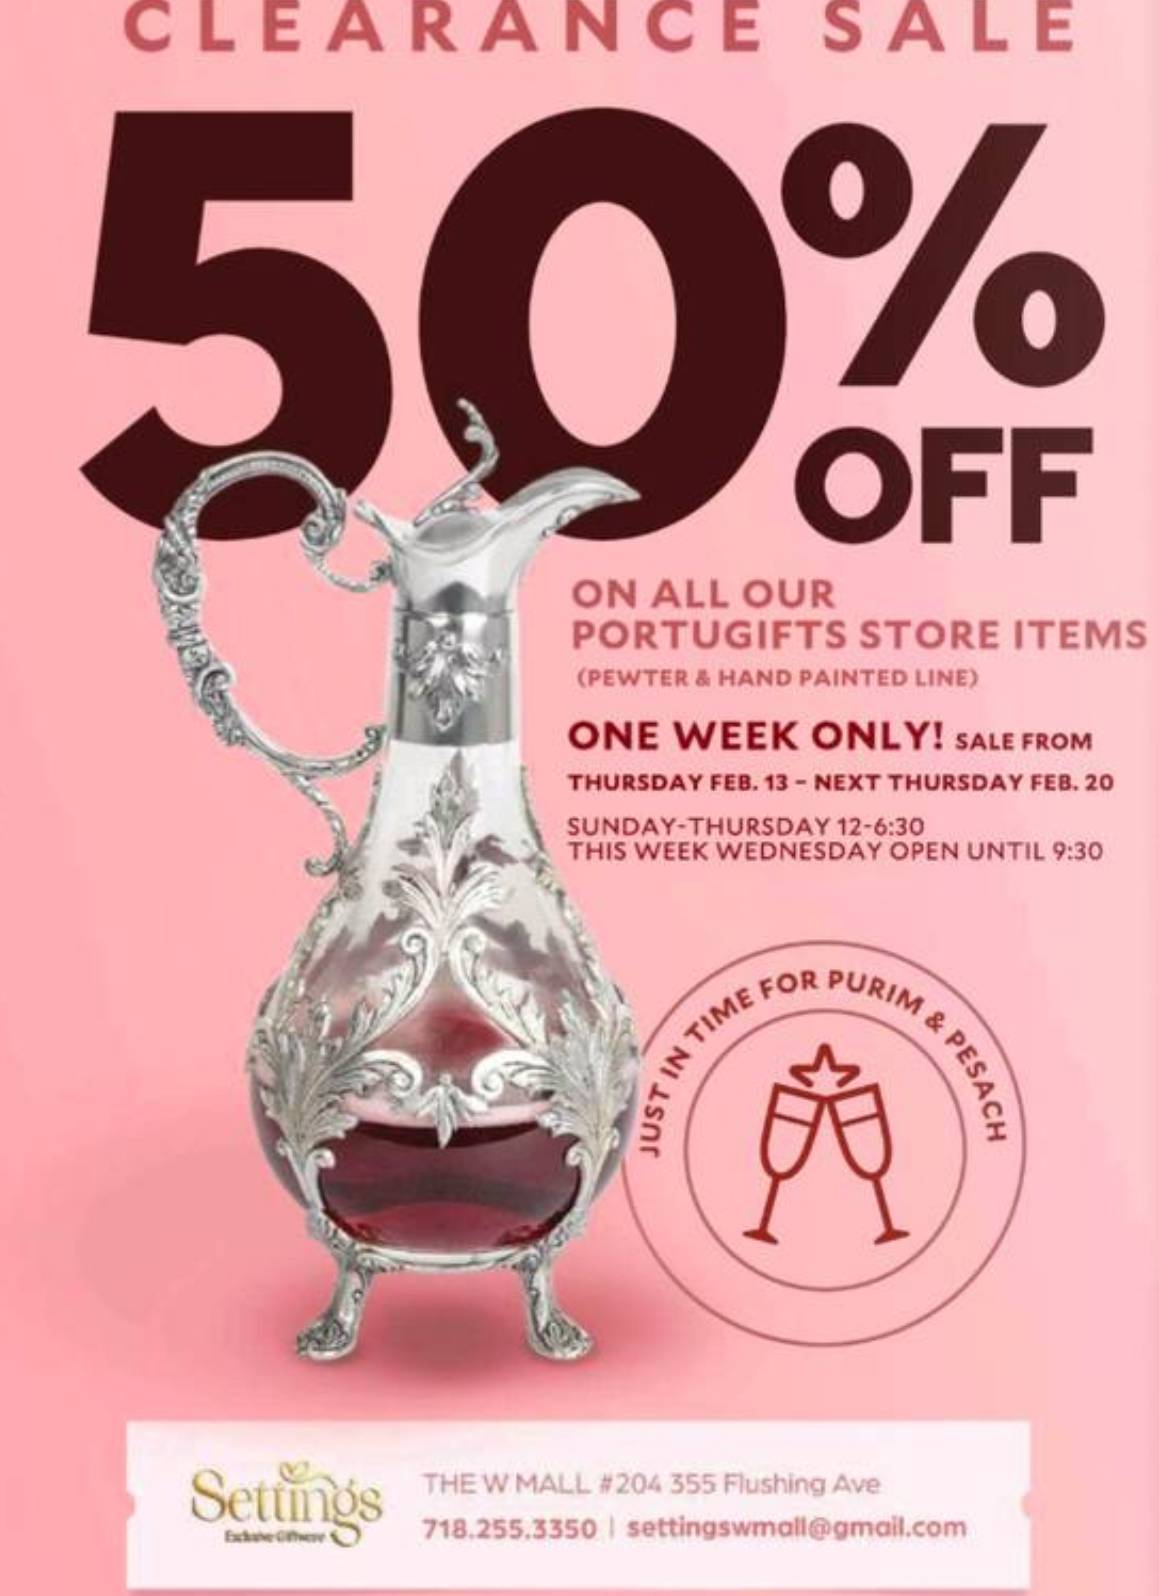 CLEARANCE SALE
50%
OFF
ON ALL OUR
PORTUGIFTS STORE ITEMS
(PEWTER & HAND PAINTED LINE)
ONE WEEK ONLY! SALE FROM
THURSDAY FEB. 13 - NEXT THURSDAY FEB. 20
SUNDAY-THURSDAY 12-6:30
THIS WEEK WEDNESDAY OPEN UNTIL 9:30
JUST IN TIME FOR PURIM & PESACH
Settings
Exclusive Giftware
THE W MALL #204 355 Flushing Ave
718.255.3350 | settingswmall@gmail.com